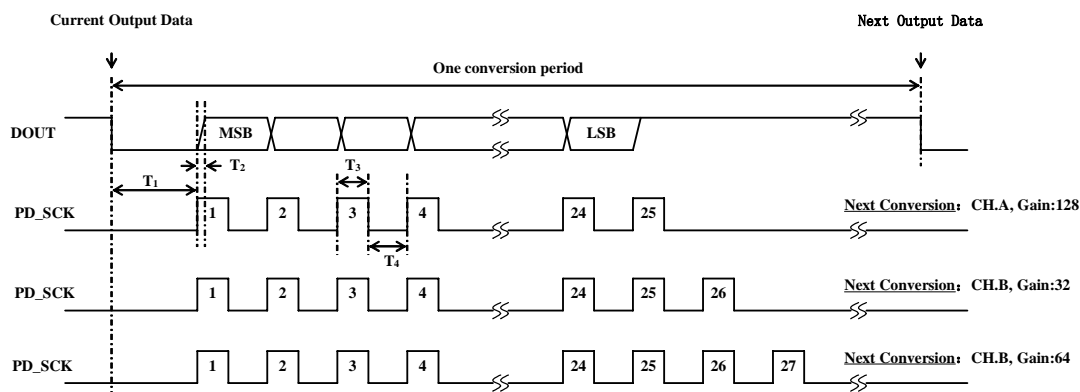 Current Output Data
Next Output Data
One conversion period
DOUT
MSB
LSB
T2
T3
T1
PD_SCK
1 2 3 4 24 25
Next Conversion：CH.A, Gain:128
T4
PD_SCK
1 2 3 4 24 25 26
Next Conversion：CH.B, Gain:32
PD_SCK
1 2 3 4 24 25 26 27
Next Conversion：CH.B, Gain:64